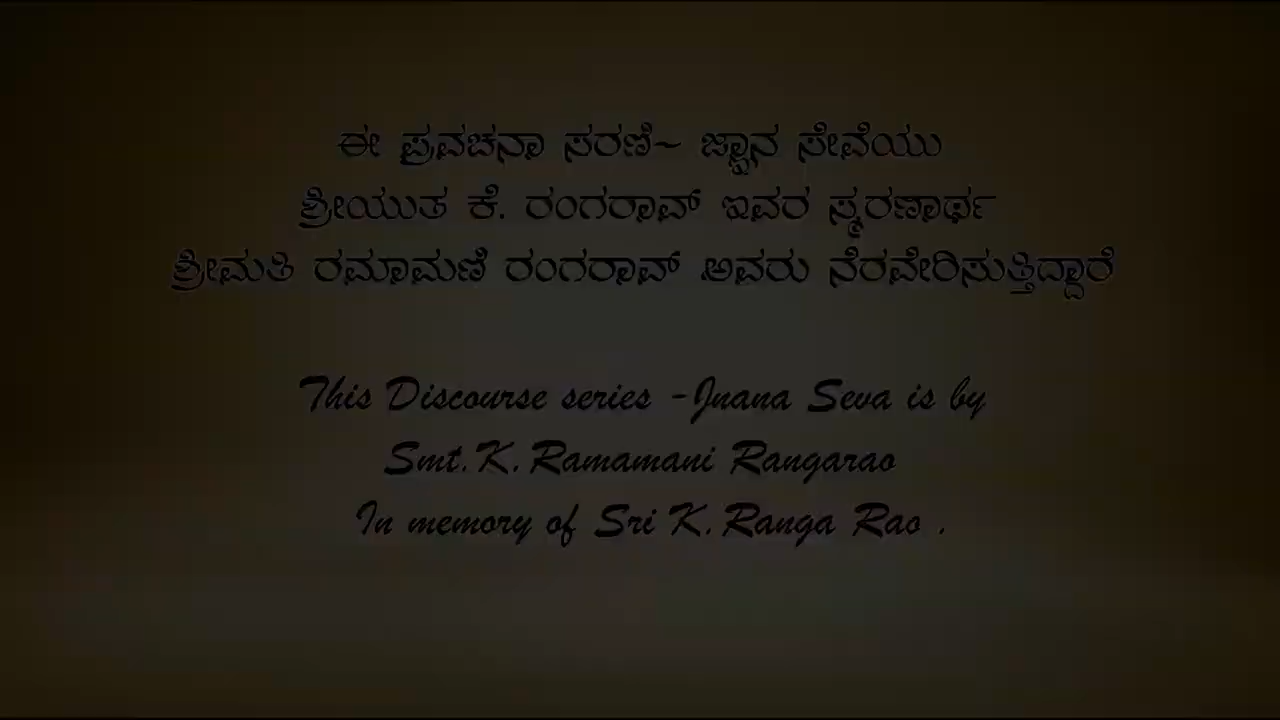 ಈ ಪ್ರವಚನಾ ಸರಣಿ~ ಜ್ಞಾನ ಸೇವೆಯು
ಶ್ರೀಯುತ ಕೆ. ರಂಗರಾವ್ ಇವರ ಸ್ಮರಣಾರ್ಥ
ಶ್ರೀಮತಿ ರಮಾಮಣಿ ರಂಗರಾವ್ ಅವರು ನೆರವೇರಿಸುತ್ತಿದ್ದಾರೆ
This Discourse series -Jnana Seva is by
Smt.K.Ramamani Rangarao
In memory of Sri K.Ranga Rao .